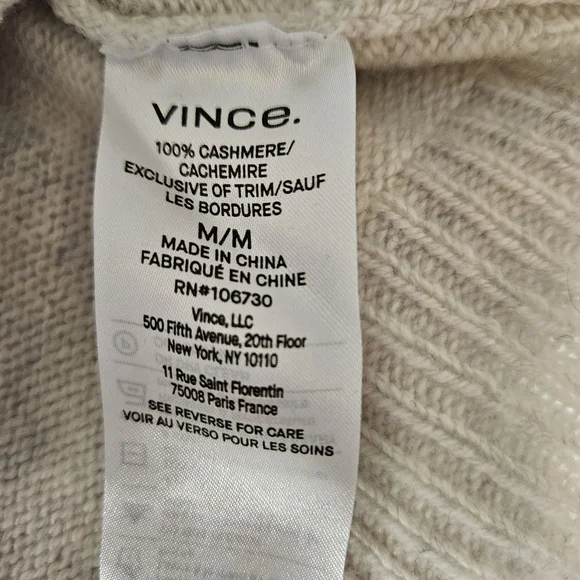 VINCE.
100% CASHMERE/
CACHEMIRE
EXCLUSIVE OF TRIM/SAUF
LES BORDURES
M/M
MADE IN CHINA
FABRIQUÉ EN CHINE
RN#106730
Vince, LLC
500 Fifth Avenue, 20th Floor
New York, NY 10110
11 Rue Saint Florentin
75008 Paris France
SEE REVERSE FOR CARE
VOIR AU VERSO POUR LES SOINS